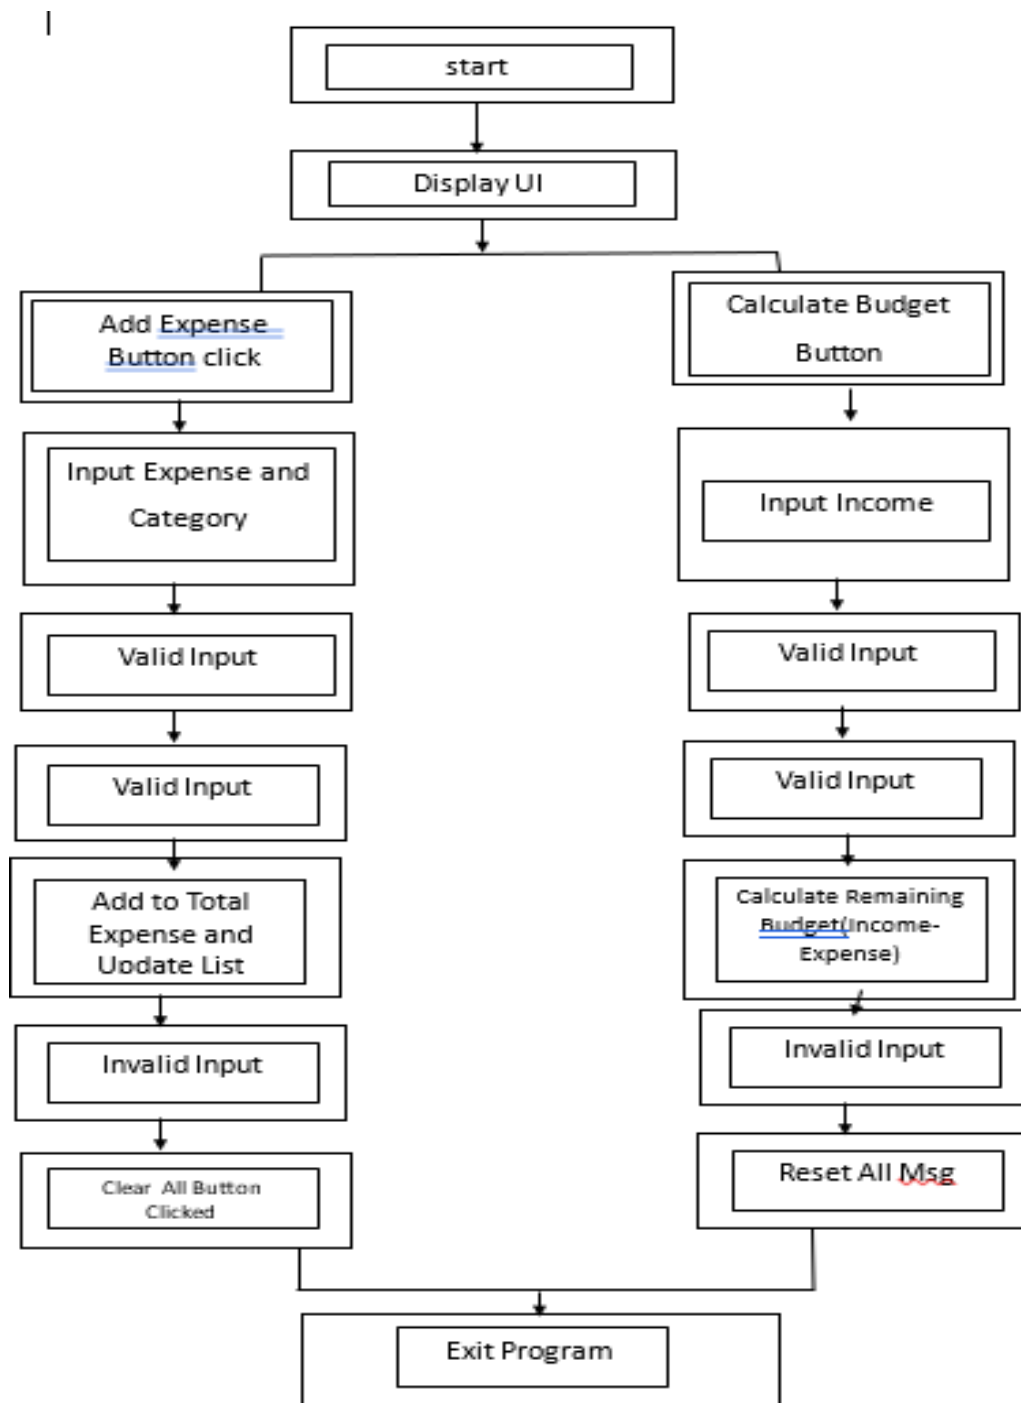 start
Display UI
Add Expense
Button click
Input Expense and
Category
Valid Input
Valid Input
Add to Total
Expense and
Update List
Invalid Input
Clear All Button
Clicked
Calculate Budget
Button
Input Income
Valid Input
Valid Input
Calculate Remaining
Budget(Income-
Expense)
Invalid Input
Reset All Msg
Exit Program